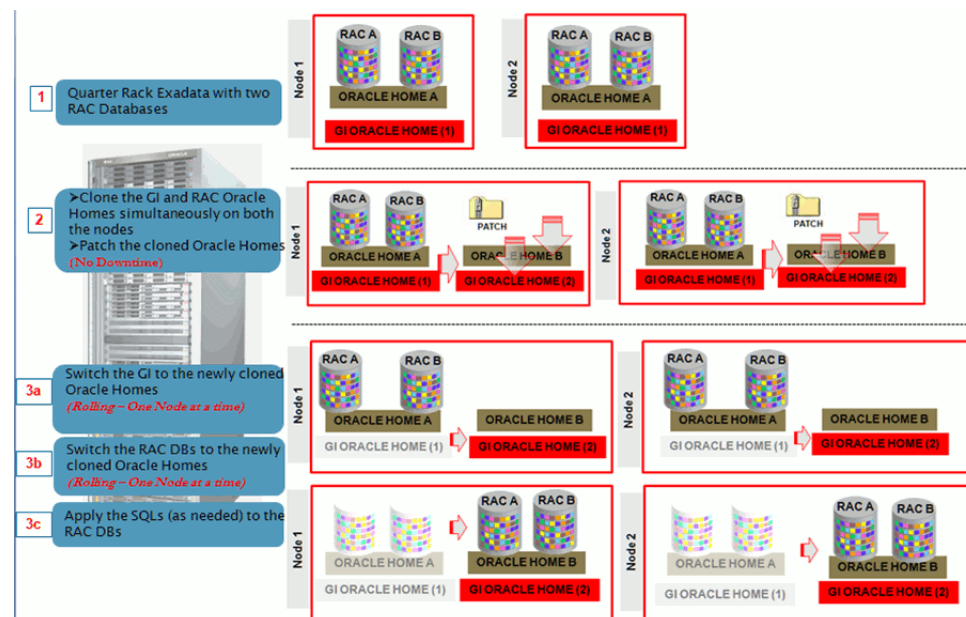 1
Quarter Rack Exadata with two
RAC Databases
Node 1
RAC A
RAC B
ORACLE HOME A
GI ORACLE HOME (1)
Node 2
RAC A
RAC B
ORACLE HOME A
GI ORACLE HOME (1)
2
➤Clone the GI and RAC Oracle
Homes simultaneously on both
the nodes
➤Patch the cloned Oracle Homes
(No Downtime)
Node 1
RAC A
RAC B
PATCH
ORACLE HOME A
ORACLE HOME B
GI ORACLE HOME (1)
GI ORACLE HOME (2)
Node 2
RAC A
RAC B
PATCH
ORACLE HOME A
ORACLE HOME B
GI ORACLE HOME (1)
GI ORACLE HOME (2)
3a
Switch the GI to the newly cloned
Oracle Homes
(Rolling – One Node at a time)
Node 1
RAC A
RAC B
ORACLE HOME A
ORACLE HOME B
GI ORACLE HOME (1)
GI ORACLE HOME (2)
Node 2
RAC A
RAC B
ORACLE HOME A
ORACLE HOME B
GI ORACLE HOME (1)
GI ORACLE HOME (2)
3b
Switch the RAC DBs to the newly
cloned Oracle Homes
(Rolling – One Node at a time)
3c
Apply the SQLs (as needed) to the
RAC DBs
Node 1
RAC A
RAC B
ORACLE HOME A
ORACLE HOME B
GI ORACLE HOME (1)
GI ORACLE HOME (2)
Node 2
RAC A
RAC B
ORACLE HOME A
ORACLE HOME B
GI ORACLE HOME (1)
GI ORACLE HOME (2)